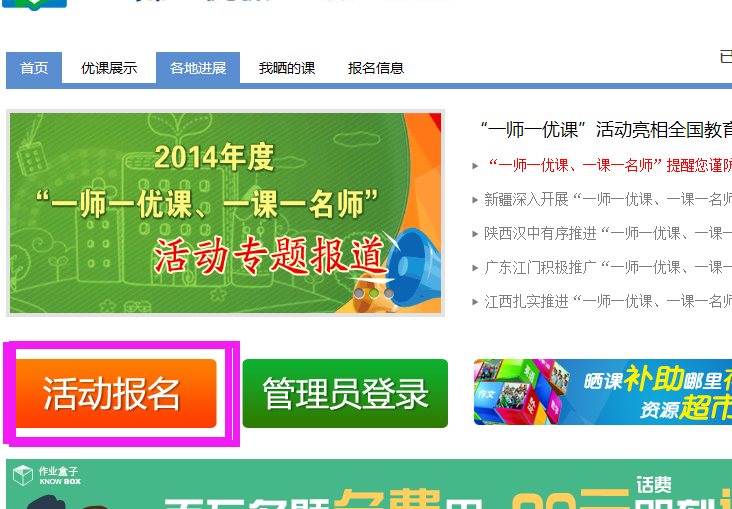 首页 优课展示 各地进展 我晒的课 报名信息
已
2014年度
“一师一优课、一课一名师”
活动专题报道
“一师一优课”活动亮相全国教育
“一师一优课、一课一名师”提醒您谨防
新疆深入开展“一师一优课、一课一名师
陕西汉中有序推进“一师一优课、一课一
广东江门积极推广“一师一优课、一课一
江西扎实推进“一师一优课、一课一名师
活动报名
管理员登录
作文
英语
晒课补助哪里
资源超市
作业盒子
KNOW BOX
话费